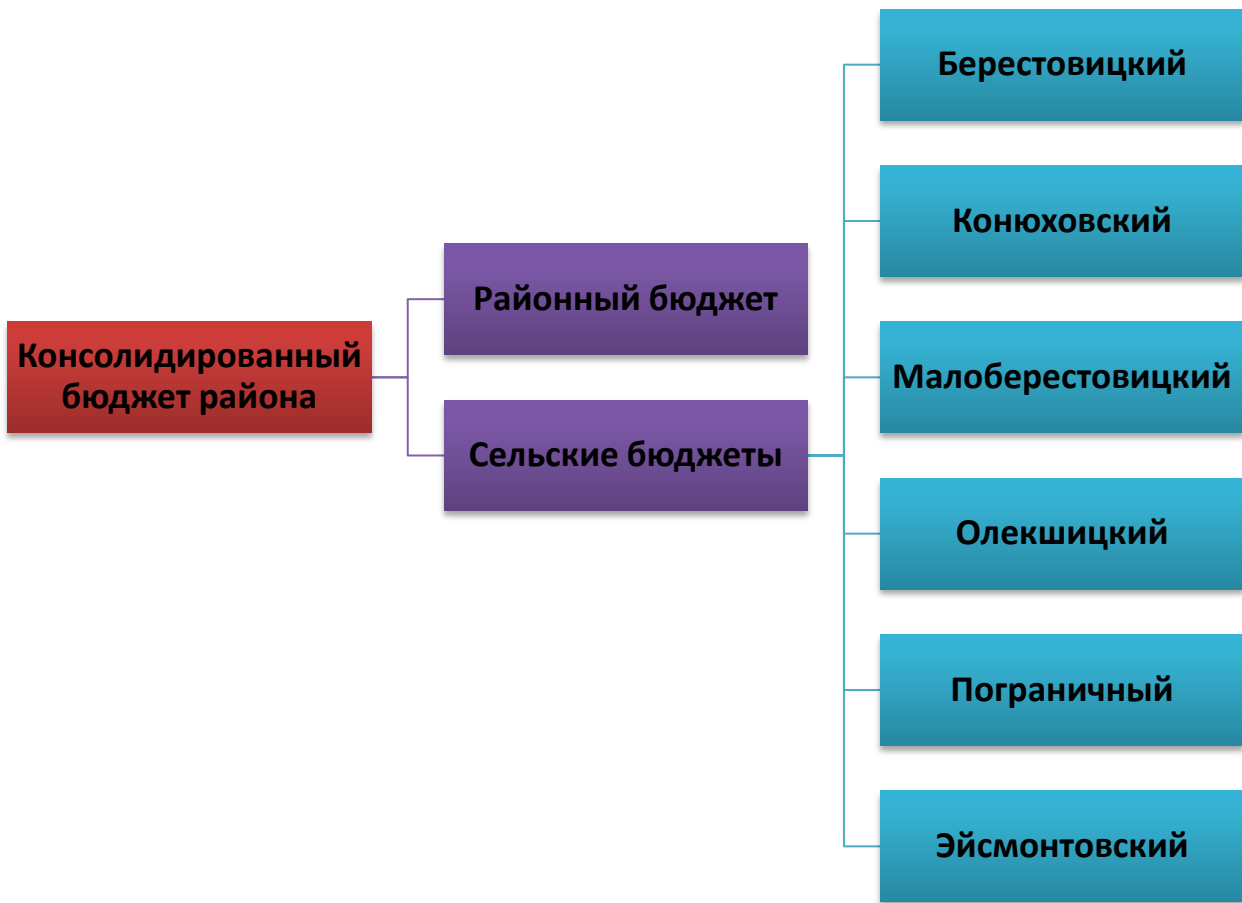 Консолидированный
бюджет района
Районный бюджет
Сельские бюджеты
Берестовицкий
Конюховский
Малоберестовицкий
Олекшицкий
Пограничный
Эйсмонтовский